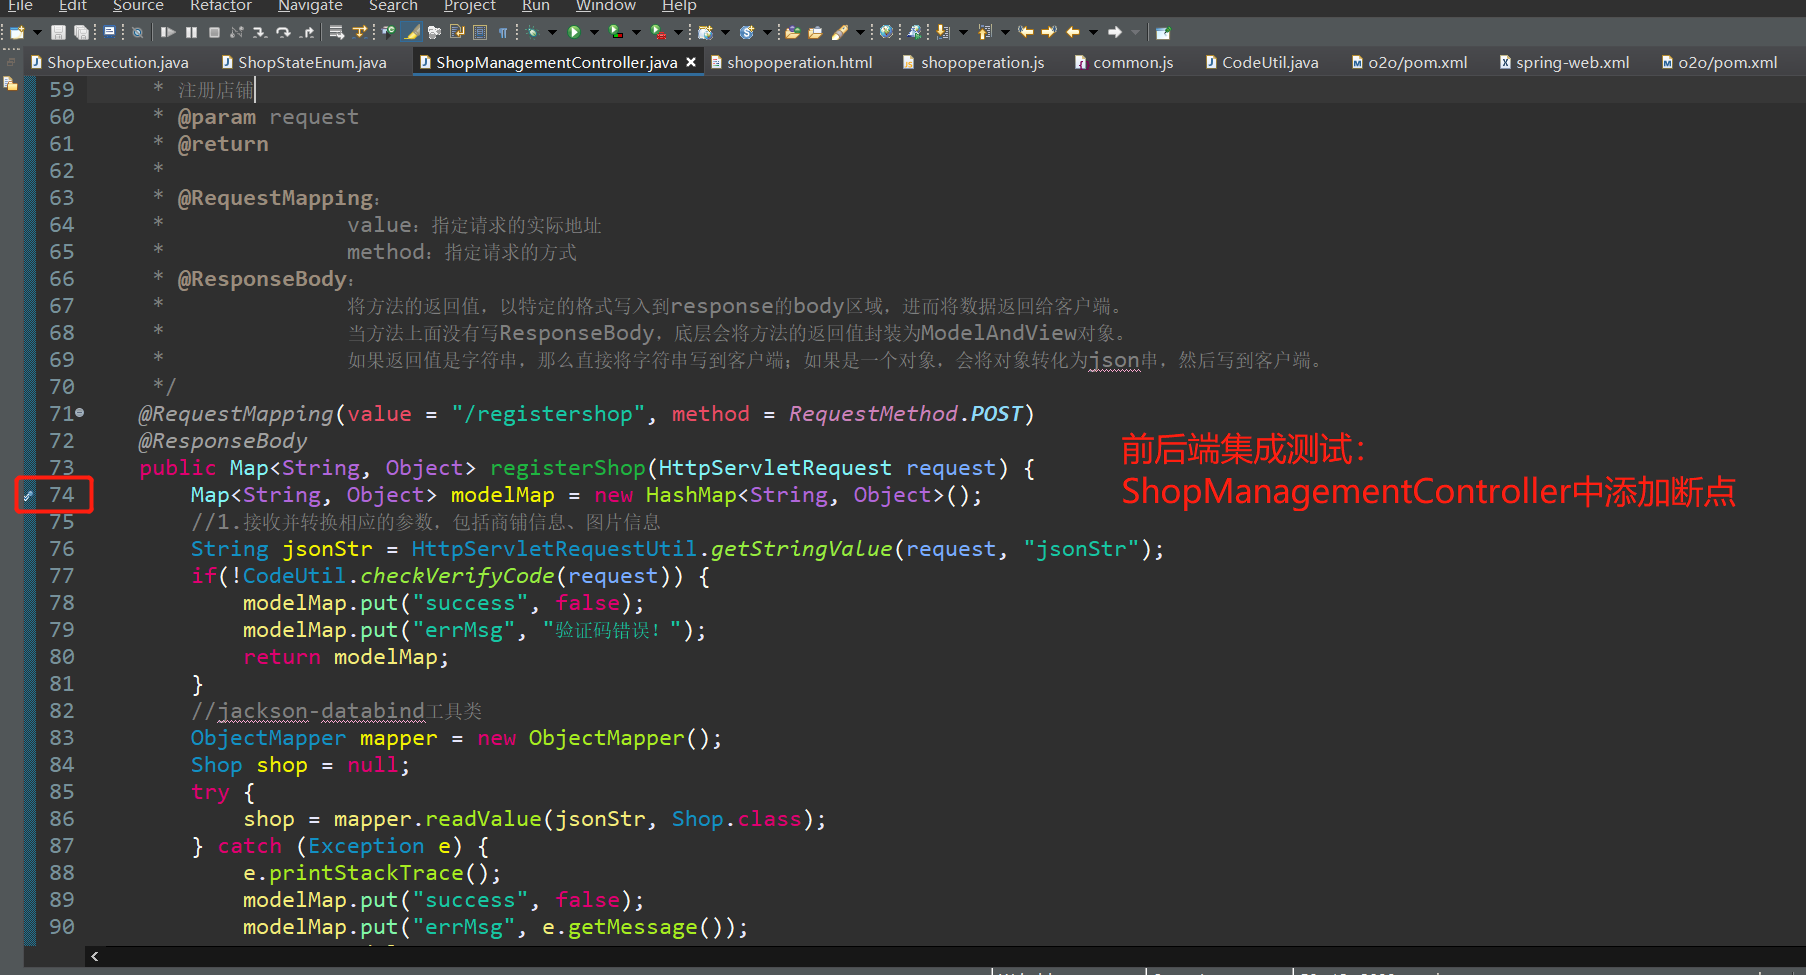 File Edit Source Refactor Navigate Search Project Run Window Help
ShopExecution.java ShopStateEnum.java ShopManagementController.java shopoperation.html shopoperation.js common.js CodeUtil.java o2o/pom.xml spring-web.xml o2o/pom.xml
59 * 注册店铺
60 * @param request
61 * @return
62 *
63 * @RequestMapping：
64 * value：指定请求的实际地址
65 * method：指定请求的方式
66 * @ResponseBody：
67 * 将方法的返回值，以特定的格式写入到response的body区域，进而将数据返回给客户端。
68 * 当方法上面没有写ResponseBody，底层会将方法的返回值封装为ModelAndView对象。
69 * 如果返回值是字符串，那么直接将字符串写到客户端；如果是一个对象，会将对象转化为json串，然后写到客户端。
70 */
71 @RequestMapping(value = "/registershop", method = RequestMethod.POST)
72 @ResponseBody
73 public Map<String, Object> registerShop(HttpServletRequest request) {
74 Map<String, Object> modelMap = new HashMap<String, Object>();
75 //1.接收并转换相应的参数，包括商铺信息、图片信息
76 String jsonStr = HttpServletRequestUtil.getStringValue(request, "jsonStr");
77 if(!CodeUtil.checkVerifyCode(request)) {
78 modelMap.put("success", false);
79 modelMap.put("errMsg", "验证码错误！");
80 return modelMap;
81 }
82 //jackson-databind工具类
83 ObjectMapper mapper = new ObjectMapper();
84 Shop shop = null;
85 try {
86 shop = mapper.readValue(jsonStr, Shop.class);
87 } catch (Exception e) {
88 e.printStackTrace();
89 modelMap.put("success", false);
90 modelMap.put("errMsg", e.getMessage());
前后端集成测试：
ShopManagementController中添加断点